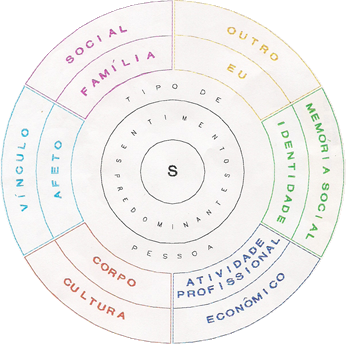 SOCIAL
FAMÍLIA
OUTRO
EU
MEMÓRIA SOCIAL
IDENTIDADE
ATIVIDADE
PROFISSIONAL
ECONÔMICO
CORPO
CULTURA
VÍNCULO
AFETO
TIPO DE
PESSOA
SENTIMENTOS
PREDOMINANTES
S